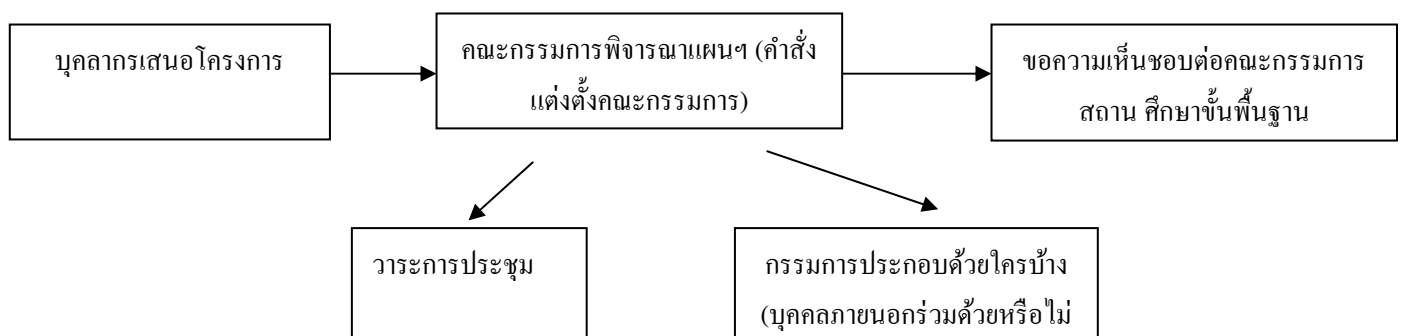 บุคลากรเสนอโครงการ
คณะกรรมการพิจารณาแผนฯ (คำสั่ง
แต่งตั้งคณะกรรมการ)
ขอความเห็นชอบต่อคณะกรรมการ
สถาน ศึกษาขั้นพื้นฐาน
วาระการประชุม
กรรมการประกอบด้วยใครบ้าง
(บุคคลภายนอกร่วมด้วยหรือไม่